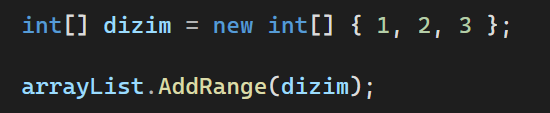 int[] dizim = new int[] { 1, 2, 3 };
arrayList.AddRange(dizim);